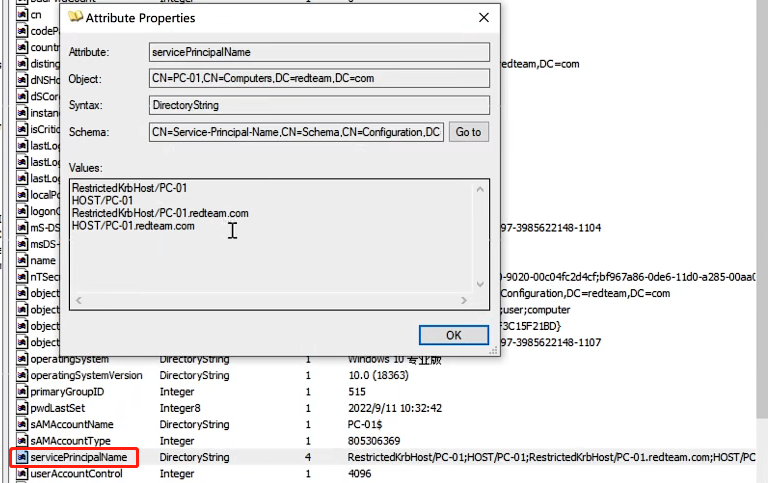 cn
codePa
countr
disting
dNSHo
dSCor
instan
isCritic
lastLo
lastLo
lastLo
localPo
logonC
mS-DS
msDS-
name
nTSec
object
object
object
object
edteam,DC=com
97-3985622148-1104
-9020-00c04fc2d4cf;bf967a86-0de6-11d0-a285-00aa0
Configuration,DC=redteam,DC=com
;user;computer
F3C15F21BD}
97-3985622148-1107
Attribute Properties
Attribute: servicePrincipalName
Object: CN=PC-01,CN=Computers,DC=redteam,DC=com
Syntax: DirectoryString
Schema: CN=Service-Principal-Name,CN=Schema,CN=Configuration,DC Go to
Values:
RestrictedKrbHost/PC-01
HOST/PC-01
RestrictedKrbHost/PC-01.redteam.com
HOST/PC-01.redteam.com
OK
operatingSystem DirectoryString 1 Windows 10 专业版
operatingSystemVersion DirectoryString 1 10.0 (18363)
primaryGroupID Integer 1 515
pwdLastSet Integer8 1 2022/9/11 10:32:42
sAMAccountName DirectoryString 1 PC-01$
sAMAccountType Integer 1 805306369
servicePrincipalName DirectoryString 4 RestrictedKrbHost/PC-01;HOST/PC-01;RestrictedKrbHost/PC-01.redteam.com;HOST/PC
userAccountControl Integer 1 4096